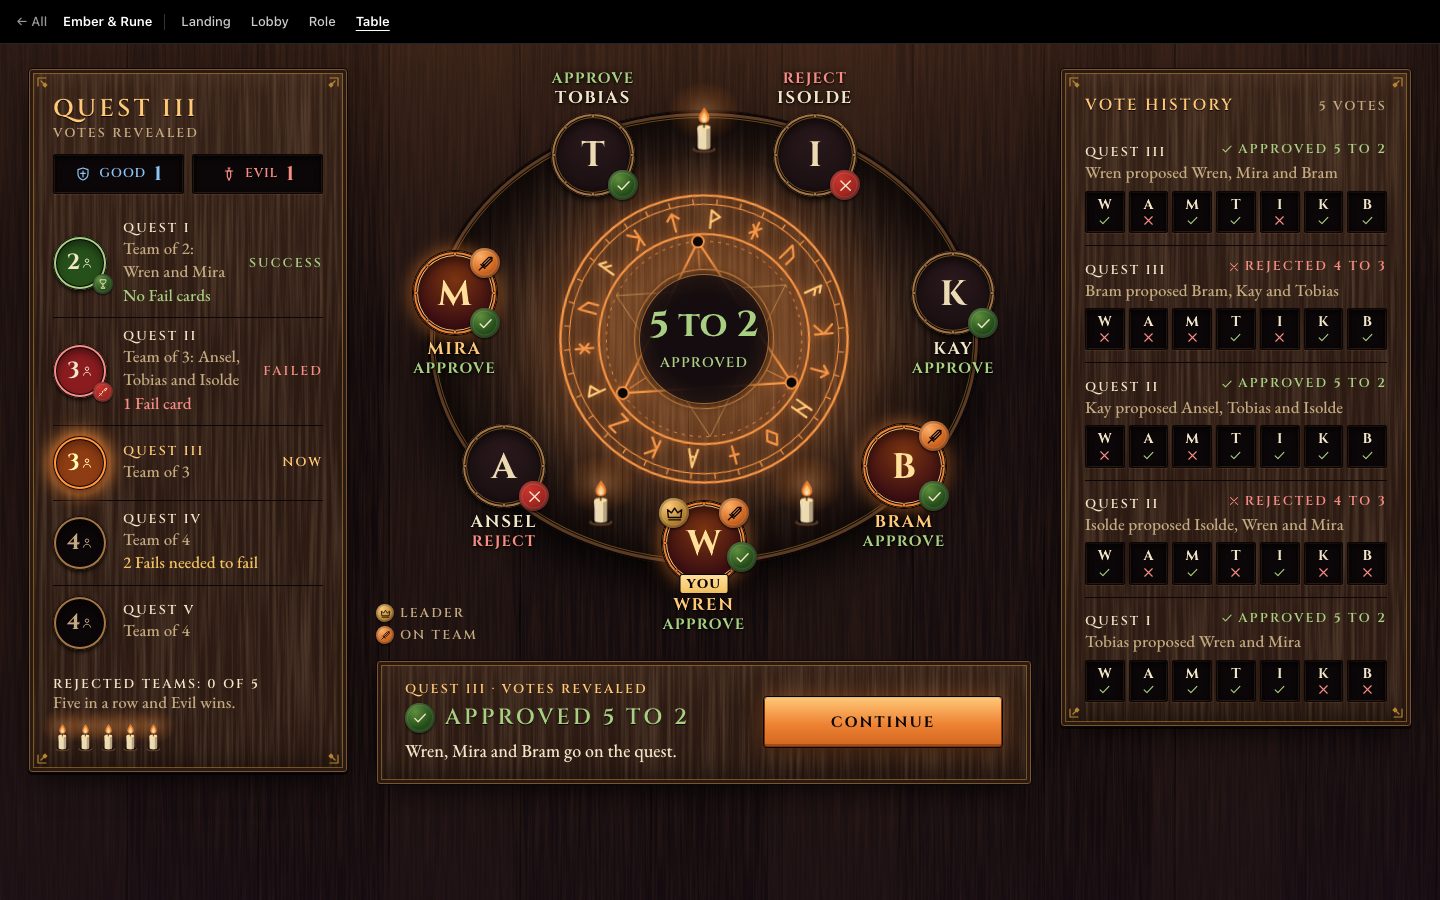 ← All Ember & Rune Landing Lobby Role Table
QUEST III
VOTES REVEALED
GOOD 1
EVIL 1
2
QUEST I
Team of 2:
Wren and Mira
No Fail cards
SUCCESS
3
QUEST II
Team of 3: Ansel,
Tobias and Isolde
1 Fail card
FAILED
3
QUEST III
Team of 3
NOW
4
QUEST IV
Team of 4
2 Fails needed to fail
4
QUEST V
Team of 4
REJECTED TEAMS: 0 OF 5
Five in a row and Evil wins.
APPROVE
TOBIAS
T
REJECT
ISOLDE
I
M
MIRA
APPROVE
K
KAY
APPROVE
5 TO 2
APPROVED
A
ANSEL
REJECT
B
BRAM
APPROVE
W
YOU
WREN
APPROVE
LEADER
ON TEAM
QUEST III · VOTES REVEALED
APPROVED 5 TO 2
Wren, Mira and Bram go on the quest.
CONTINUE
VOTE HISTORY
5 VOTES
QUEST III
APPROVED 5 TO 2
Wren proposed Wren, Mira and Bram
W A M T I K B
QUEST III
REJECTED 4 TO 3
Bram proposed Bram, Kay and Tobias
W A M T I K B
QUEST II
APPROVED 5 TO 2
Kay proposed Ansel, Tobias and Isolde
W A M T I K B
QUEST II
REJECTED 4 TO 3
Isolde proposed Isolde, Wren and Mira
W A M T I K B
QUEST I
APPROVED 5 TO 2
Tobias proposed Wren and Mira
W A M T I K B